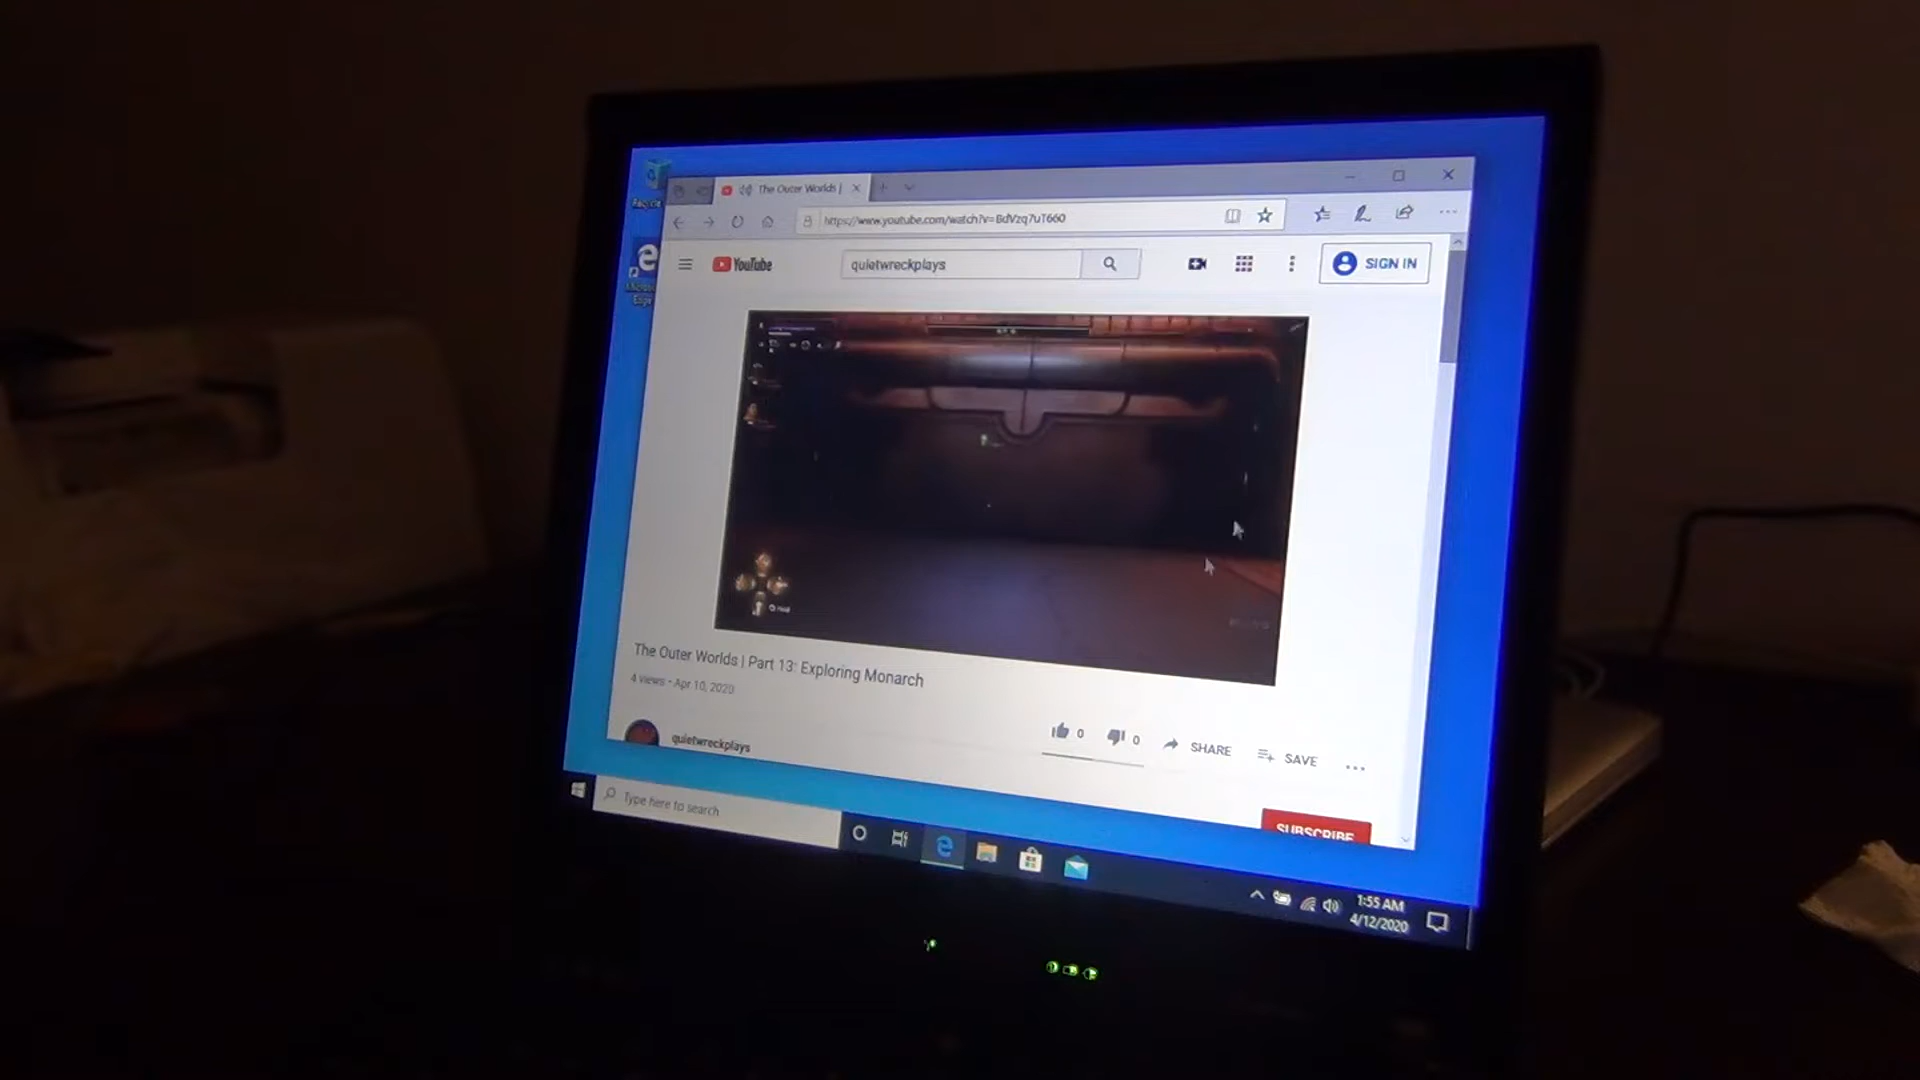 Recycle
The Outer Worlds |
https://www.youtube.com/watch?v=BdVzq7uT660
YouTube
quietwreckplays
SIGN IN
Edge
The Outer Worlds | Part 13: Exploring Monarch
4 views • Apr 10, 2020
quietwreckplays
0
0
SHARE
SAVE
SUBSCRIBE
Type here to search
1:55 AM
4/12/2020